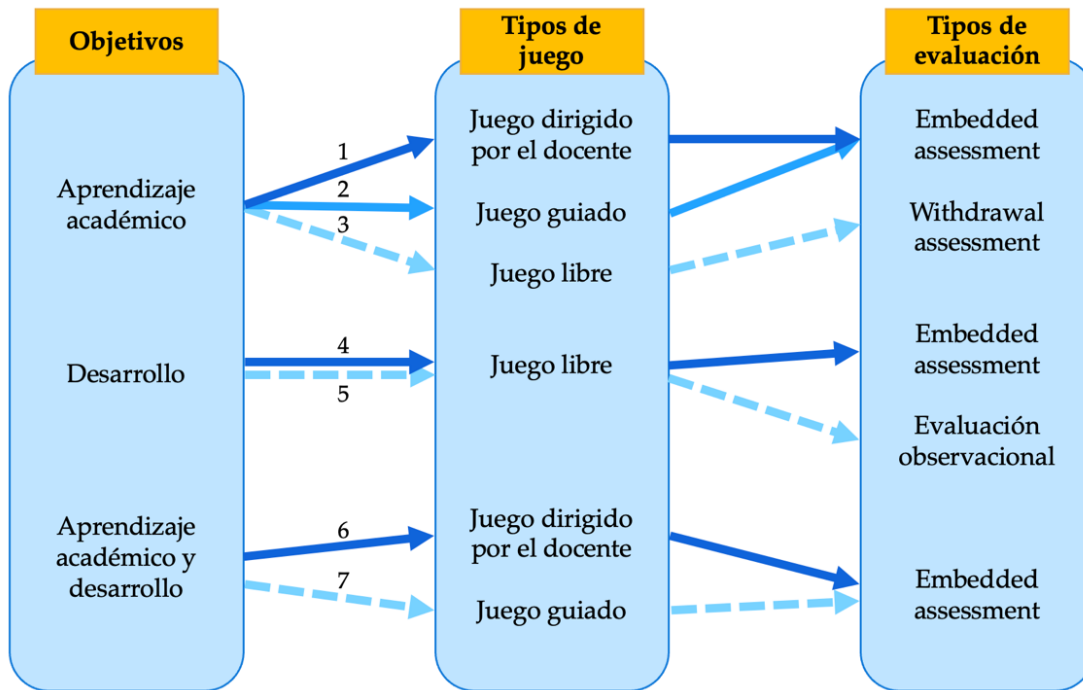 Objetivos
Tipos de
juego
Tipos de
evaluación
Aprendizaje
académico
1
2
3
Juego dirigido
por el docente
Juego guiado
Juego libre
Embedded
assessment
Withdrawal
assessment
Desarrollo
4
5
Juego libre
Embedded
assessment
Evaluación
observacional
Aprendizaje
académico y
desarrollo
6
7
Juego dirigido
por el docente
Juego guiado
Embedded
assessment